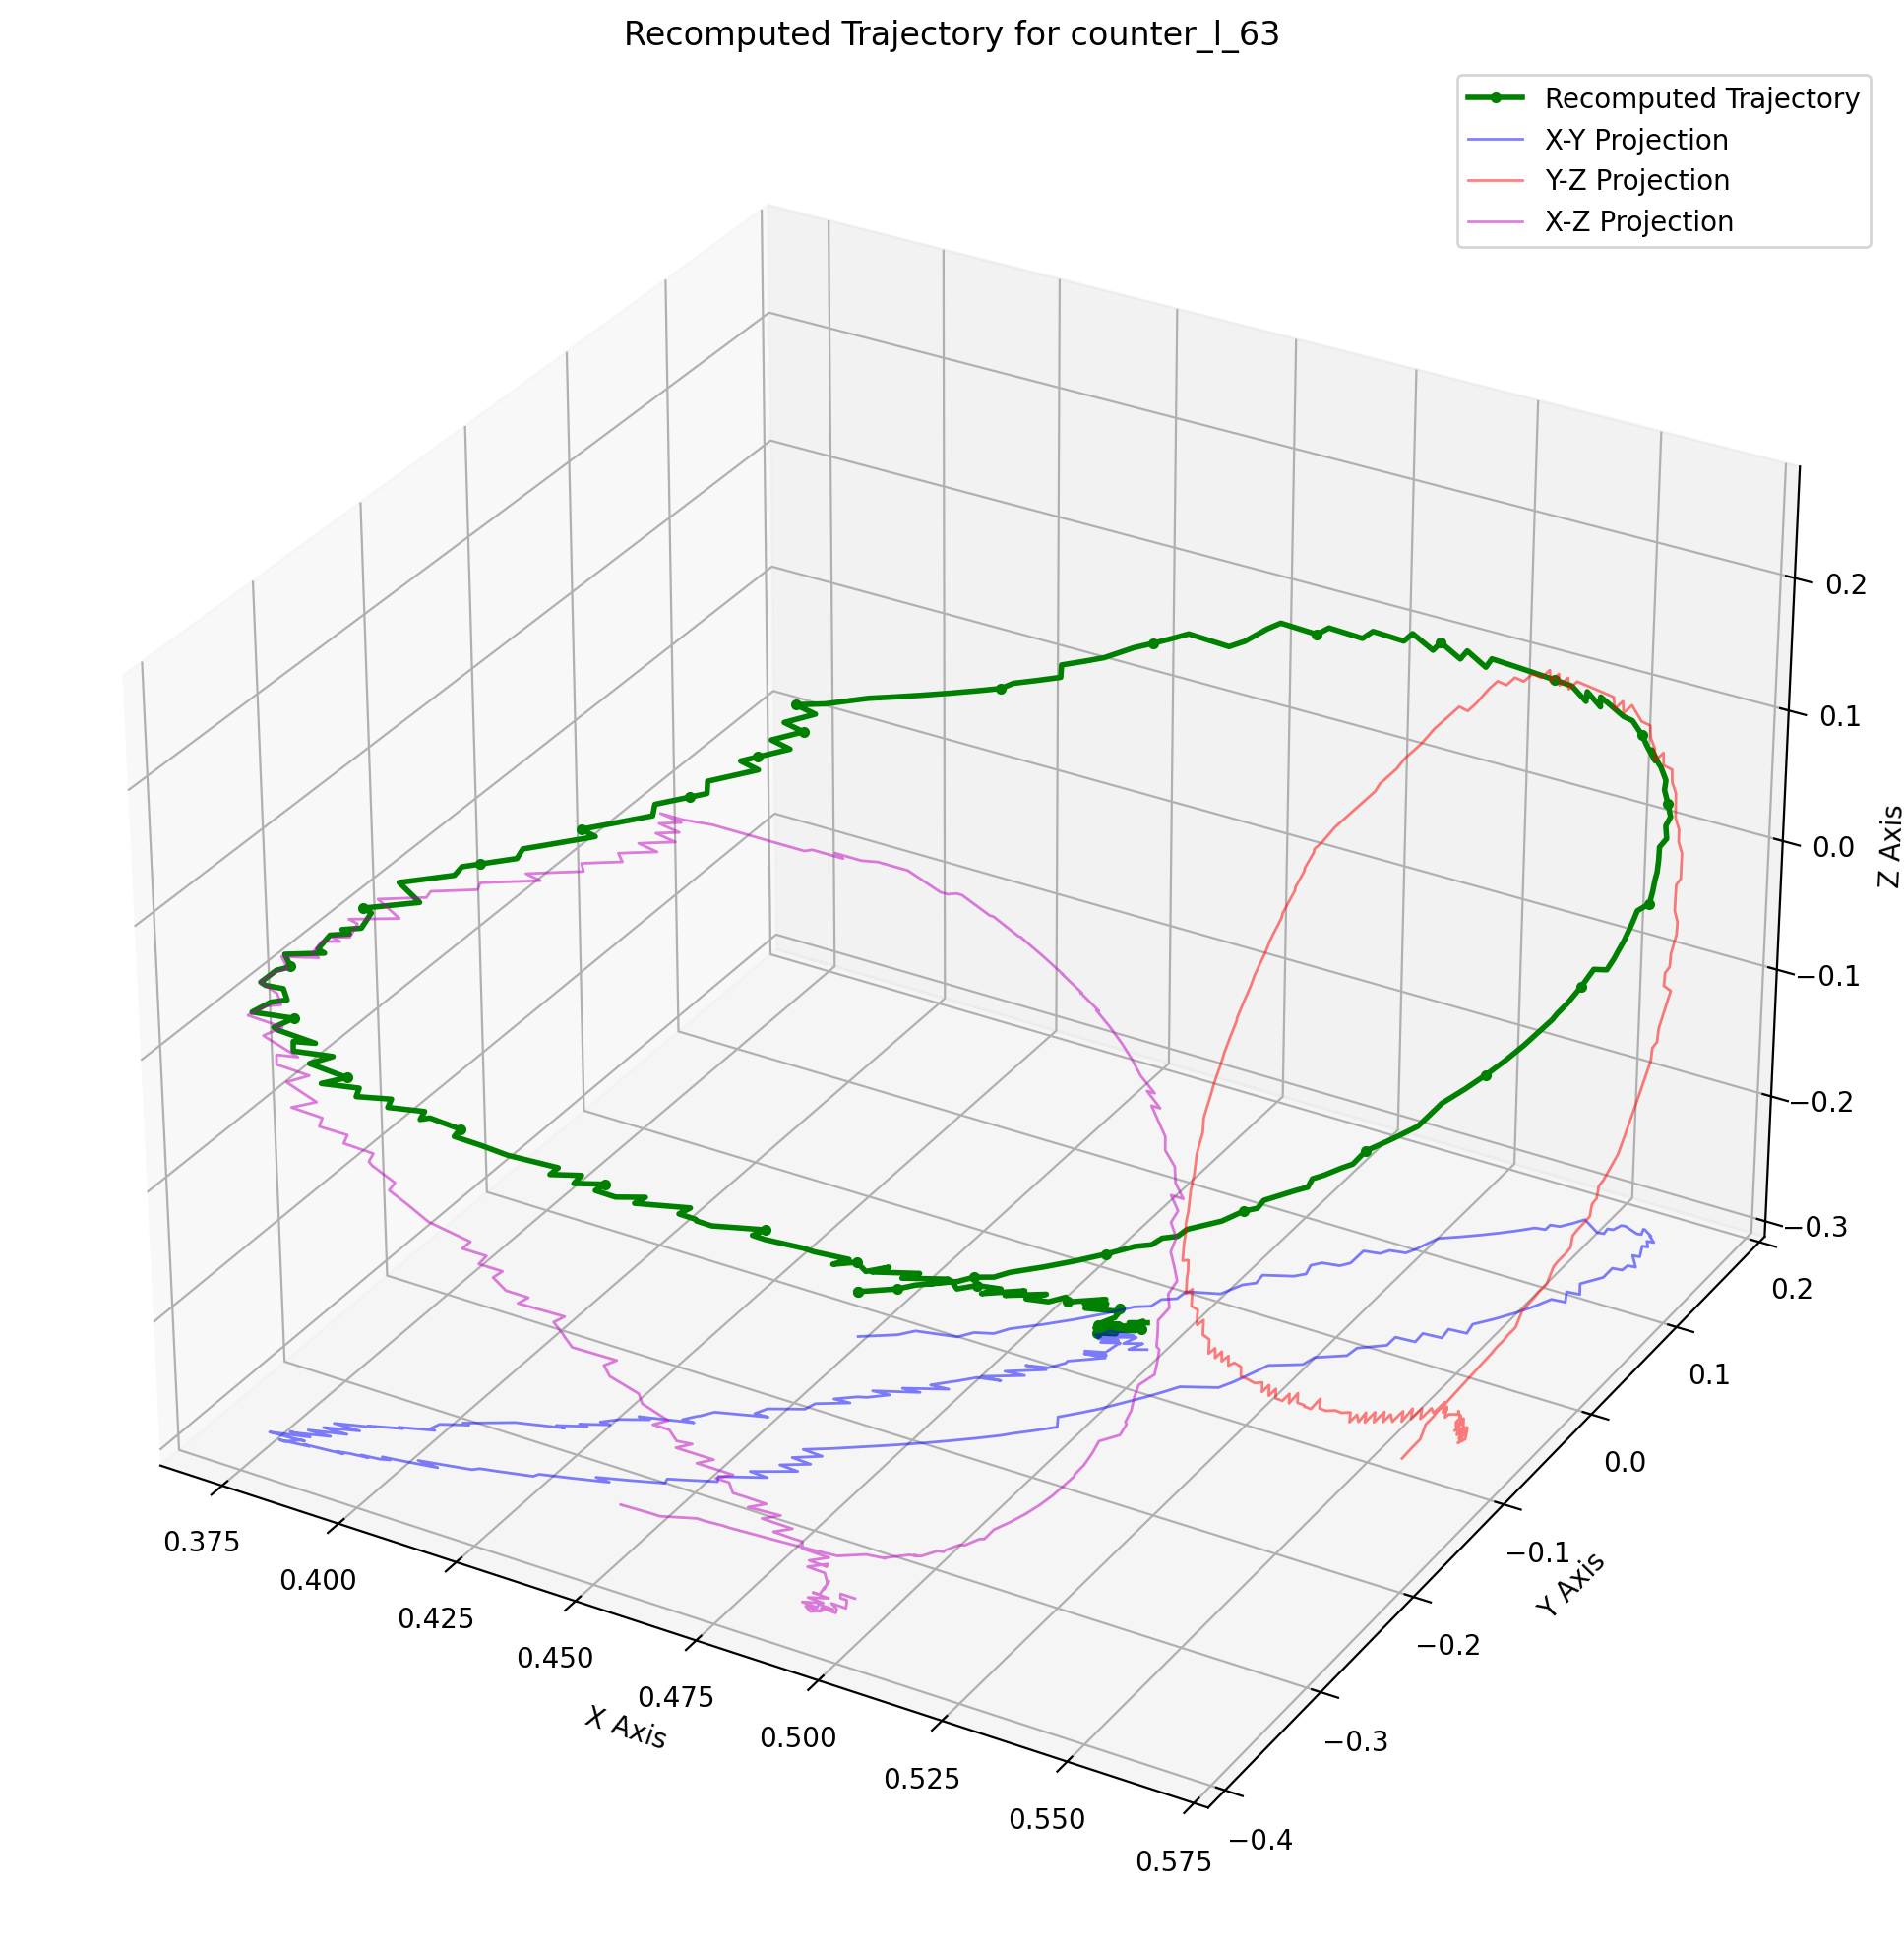 Recomputed Trajectory for counter_l_63
Recomputed Trajectory
X-Y Projection
Y-Z Projection
X-Z Projection
0.2
0.1
0.0
−0.1
−0.2
−0.3
Z Axis
0.2
0.1
0.0
−0.1
−0.2
−0.3
−0.4
Y Axis
0.375
0.400
0.425
0.450
0.475
0.500
0.525
0.550
0.575
X Axis